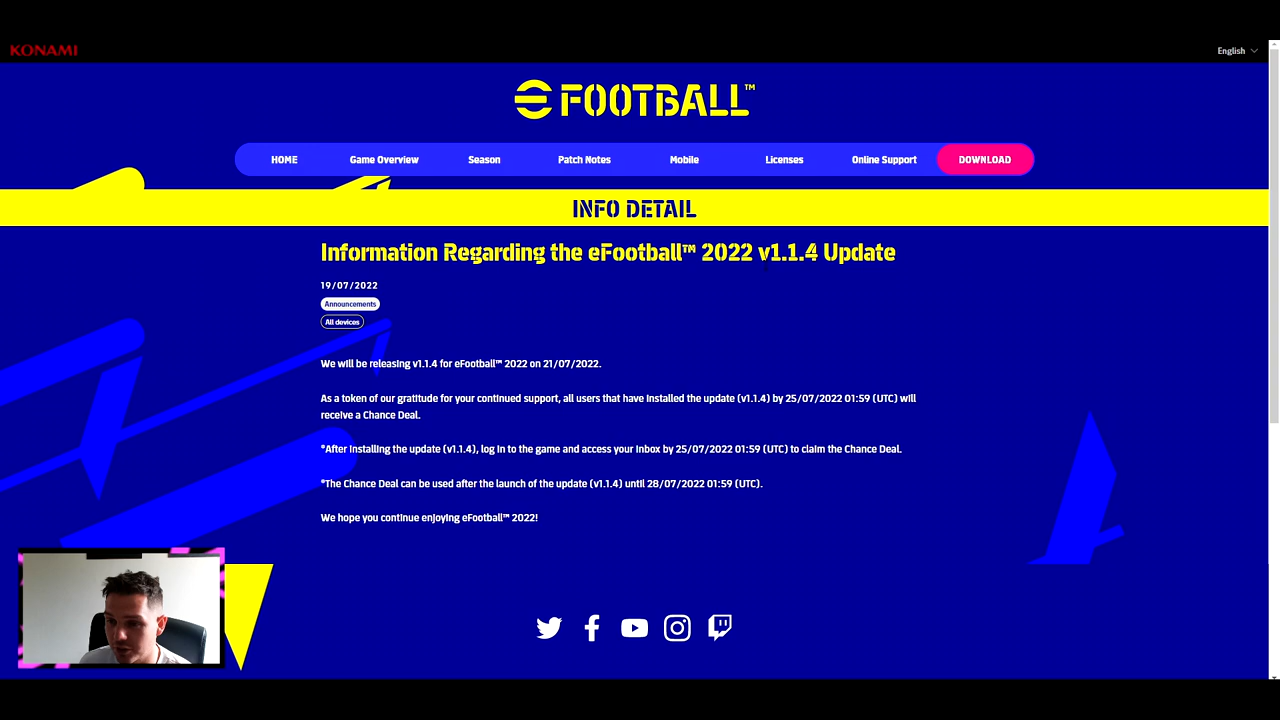 KONAMI
English
eFOOTBALL™
HOME Game Overview Season Patch Notes Mobile Licenses Online Support DOWNLOAD
INFO DETAIL
Information Regarding the eFootball™ 2022 v1.1.4 Update
19/07/2022
Announcements
All devices
We will be releasing v1.1.4 for eFootball™ 2022 on 21/07/2022.
As a token of our gratitude for your continued support, all users that have installed the update (v1.1.4) by 25/07/2022 01:59 (UTC) will
receive a Chance Deal.
*After installing the update (v1.1.4), log in to the game and access your Inbox by 25/07/2022 01:59 (UTC) to claim the Chance Deal.
*The Chance Deal can be used after the launch of the update (v1.1.4) until 28/07/2022 01:59 (UTC).
We hope you continue enjoying eFootball™ 2022!